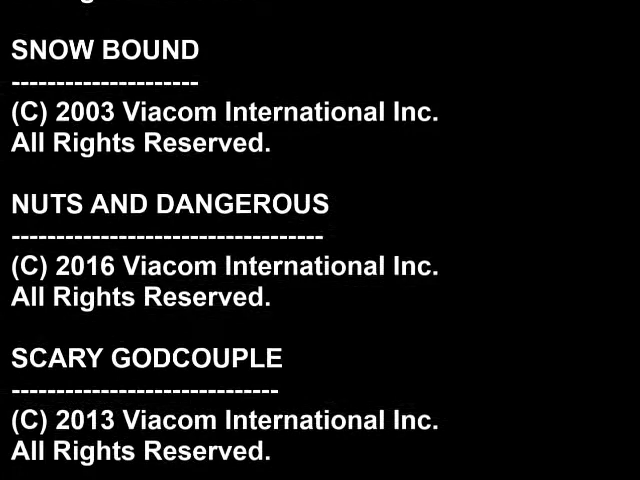 SNOW BOUND
---------------------
(C) 2003 Viacom International Inc.
All Rights Reserved.
NUTS AND DANGEROUS
-----------------------------------
(C) 2016 Viacom International Inc.
All Rights Reserved.
SCARY GODCOUPLE
------------------------------
(C) 2013 Viacom International Inc.
All Rights Reserved.